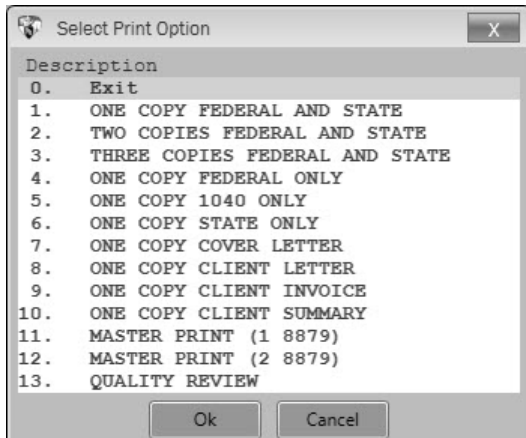 Select Print Option
X
Description
0. Exit
1. ONE COPY FEDERAL AND STATE
2. TWO COPIES FEDERAL AND STATE
3. THREE COPIES FEDERAL AND STATE
4. ONE COPY FEDERAL ONLY
5. ONE COPY 1040 ONLY
6. ONE COPY STATE ONLY
7. ONE COPY COVER LETTER
8. ONE COPY CLIENT LETTER
9. ONE COPY CLIENT INVOICE
10. ONE COPY CLIENT SUMMARY
11. MASTER PRINT (1 8879)
12. MASTER PRINT (2 8879)
13. QUALITY REVIEW
Ok Cancel